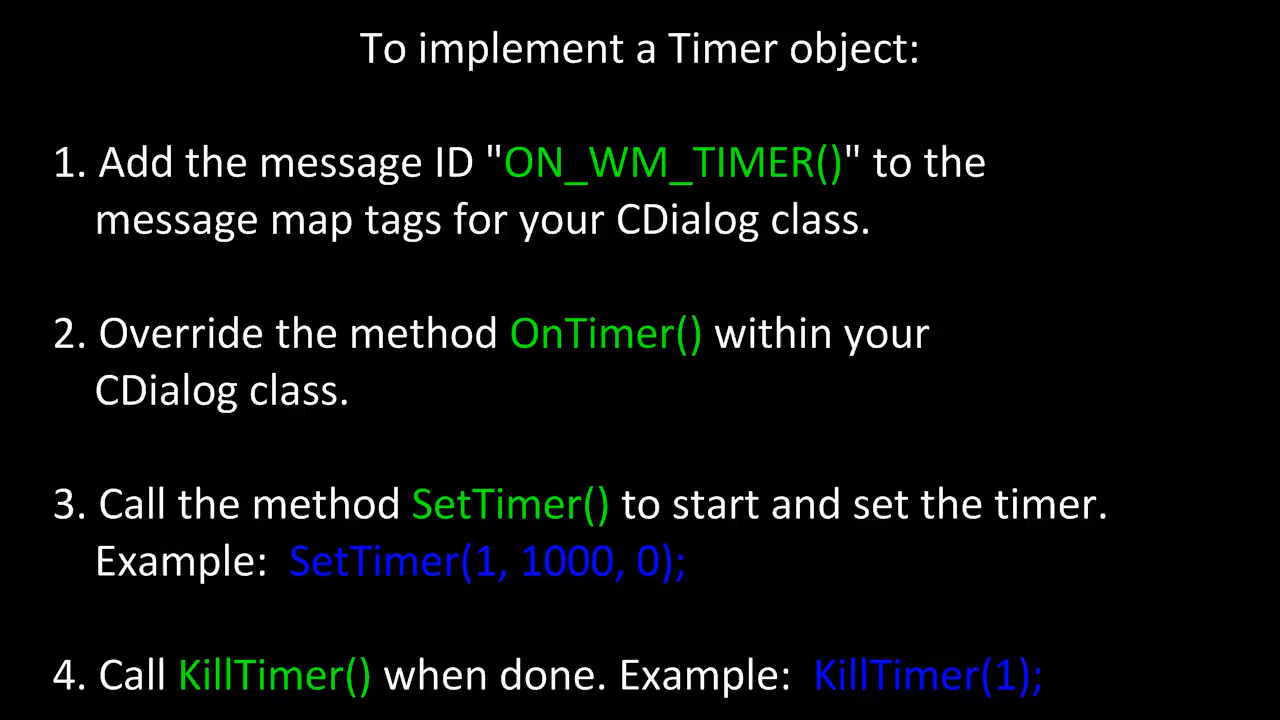 To implement a Timer object:
1. Add the message ID "ON_WM_TIMER()" to the
message map tags for your CDialog class.
2. Override the method OnTimer() within your
CDialog class.
3. Call the method SetTimer() to start and set the timer.
Example: SetTimer(1, 1000, 0);
4. Call KillTimer() when done. Example: KillTimer(1);